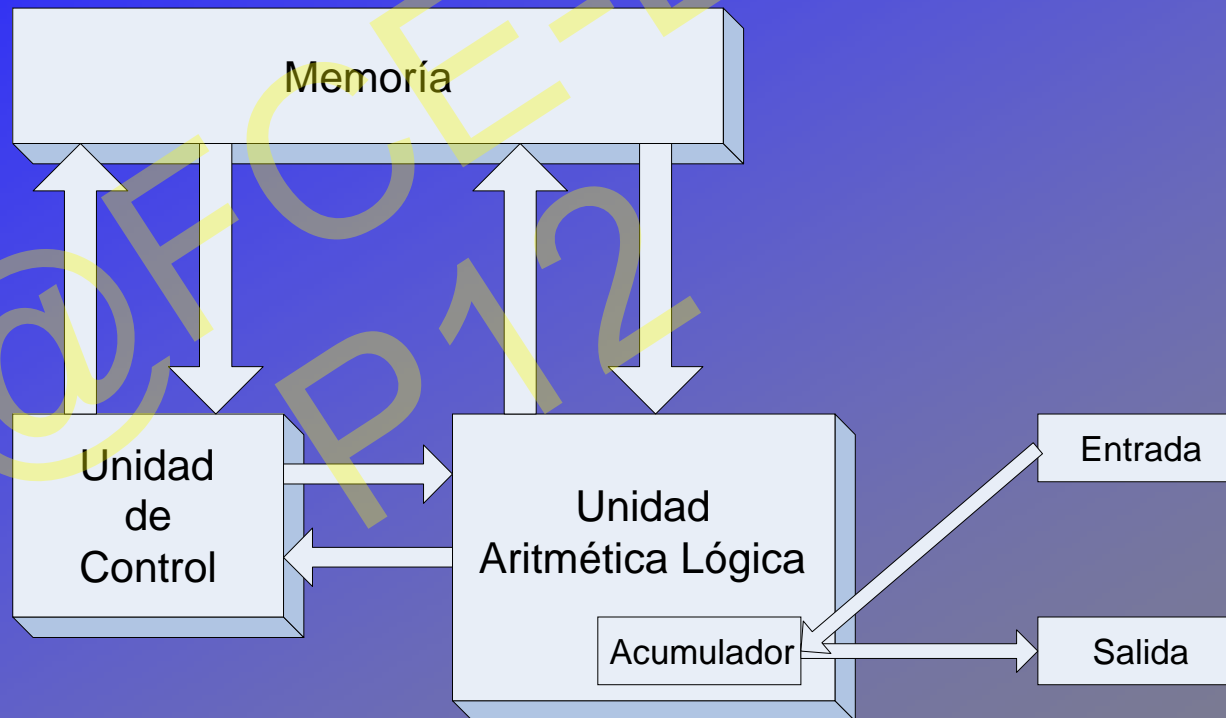 Memoría
Unidad
de
Control
Unidad
Aritmética Lógica
Acumulador
Entrada
Salida
@FCE-
P12